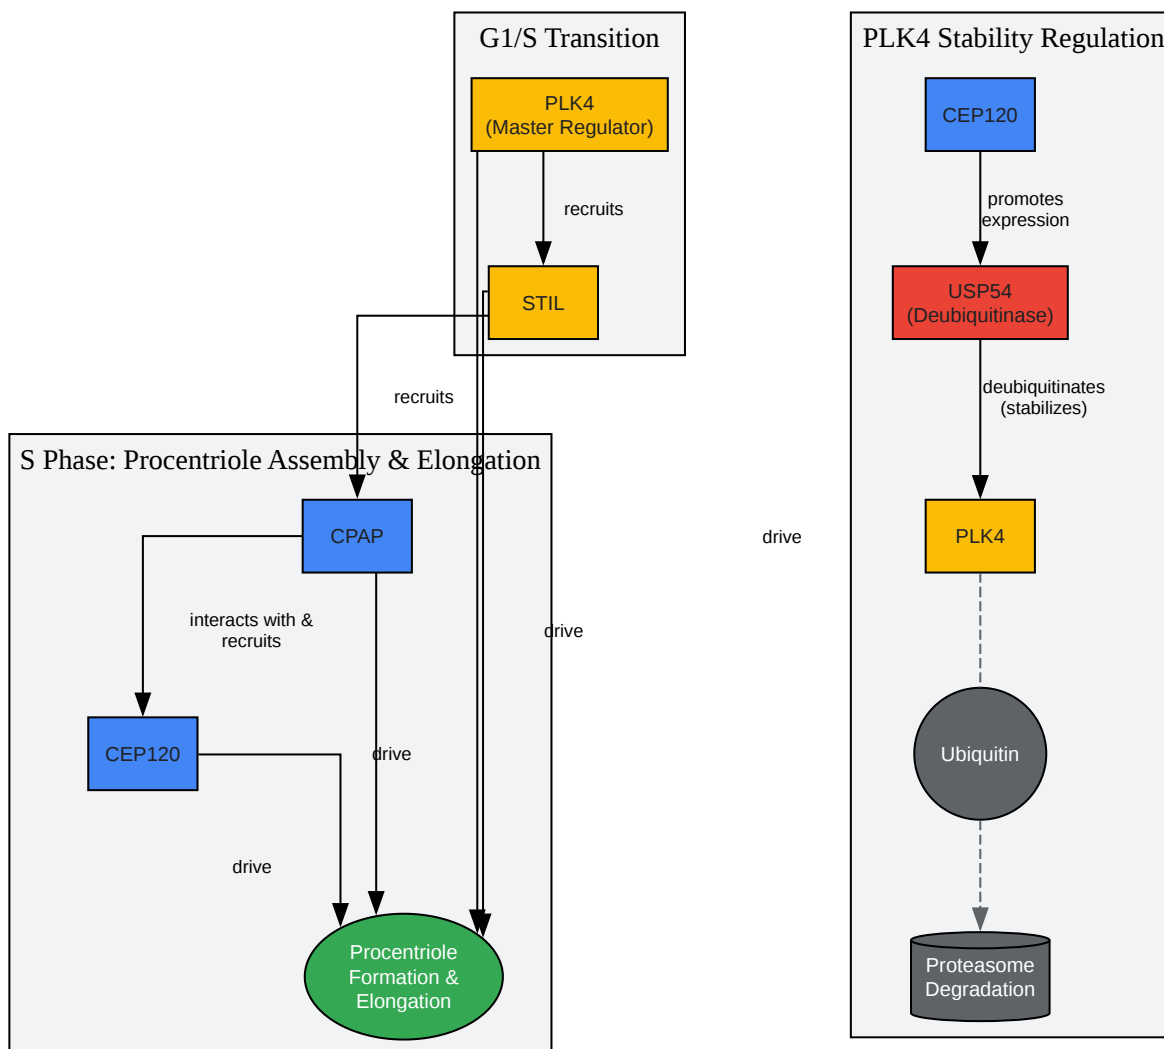 G1/S Transition
PLK4
(Master Regulator)
recruits
STIL
recruits
S Phase: Procentriole Assembly & Elongation
CPAP
interacts with &
recruits
drive
drive
CEP120
drive
drive
Procentriole
Formation &
Elongation
PLK4 Stability Regulation
CEP120
promotes
expression
USP54
(Deubiquitinase)
deubiquitinates
(stabilizes)
PLK4
Ubiquitin
Proteasome
Degradation